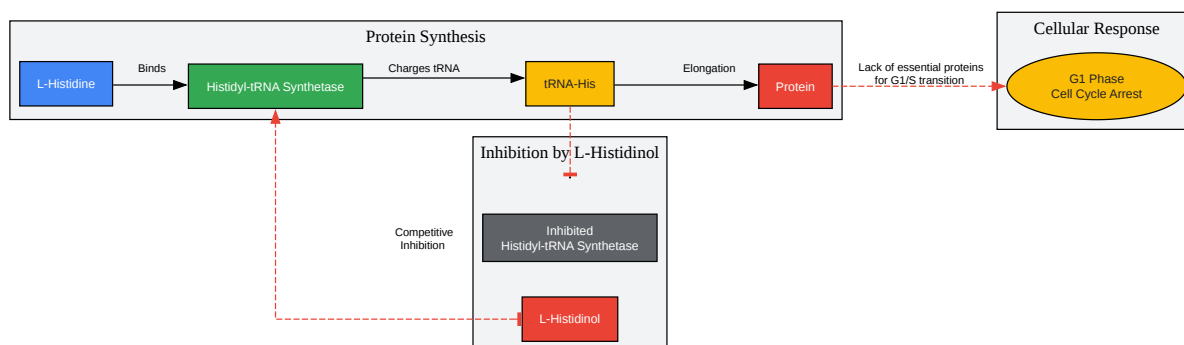 Protein Synthesis
Cellular Response
L-Histidine
Binds
Histidyl-tRNA Synthetase
Charges tRNA
tRNA-His
Elongation
Protein
Lack of essential proteins
for G1/S transition
G1 Phase
Cell Cycle Arrest
Inhibition by L-Histidinol
Competitive
Inhibition
Inhibited
Histidyl-tRNA Synthetase
L-Histidinol